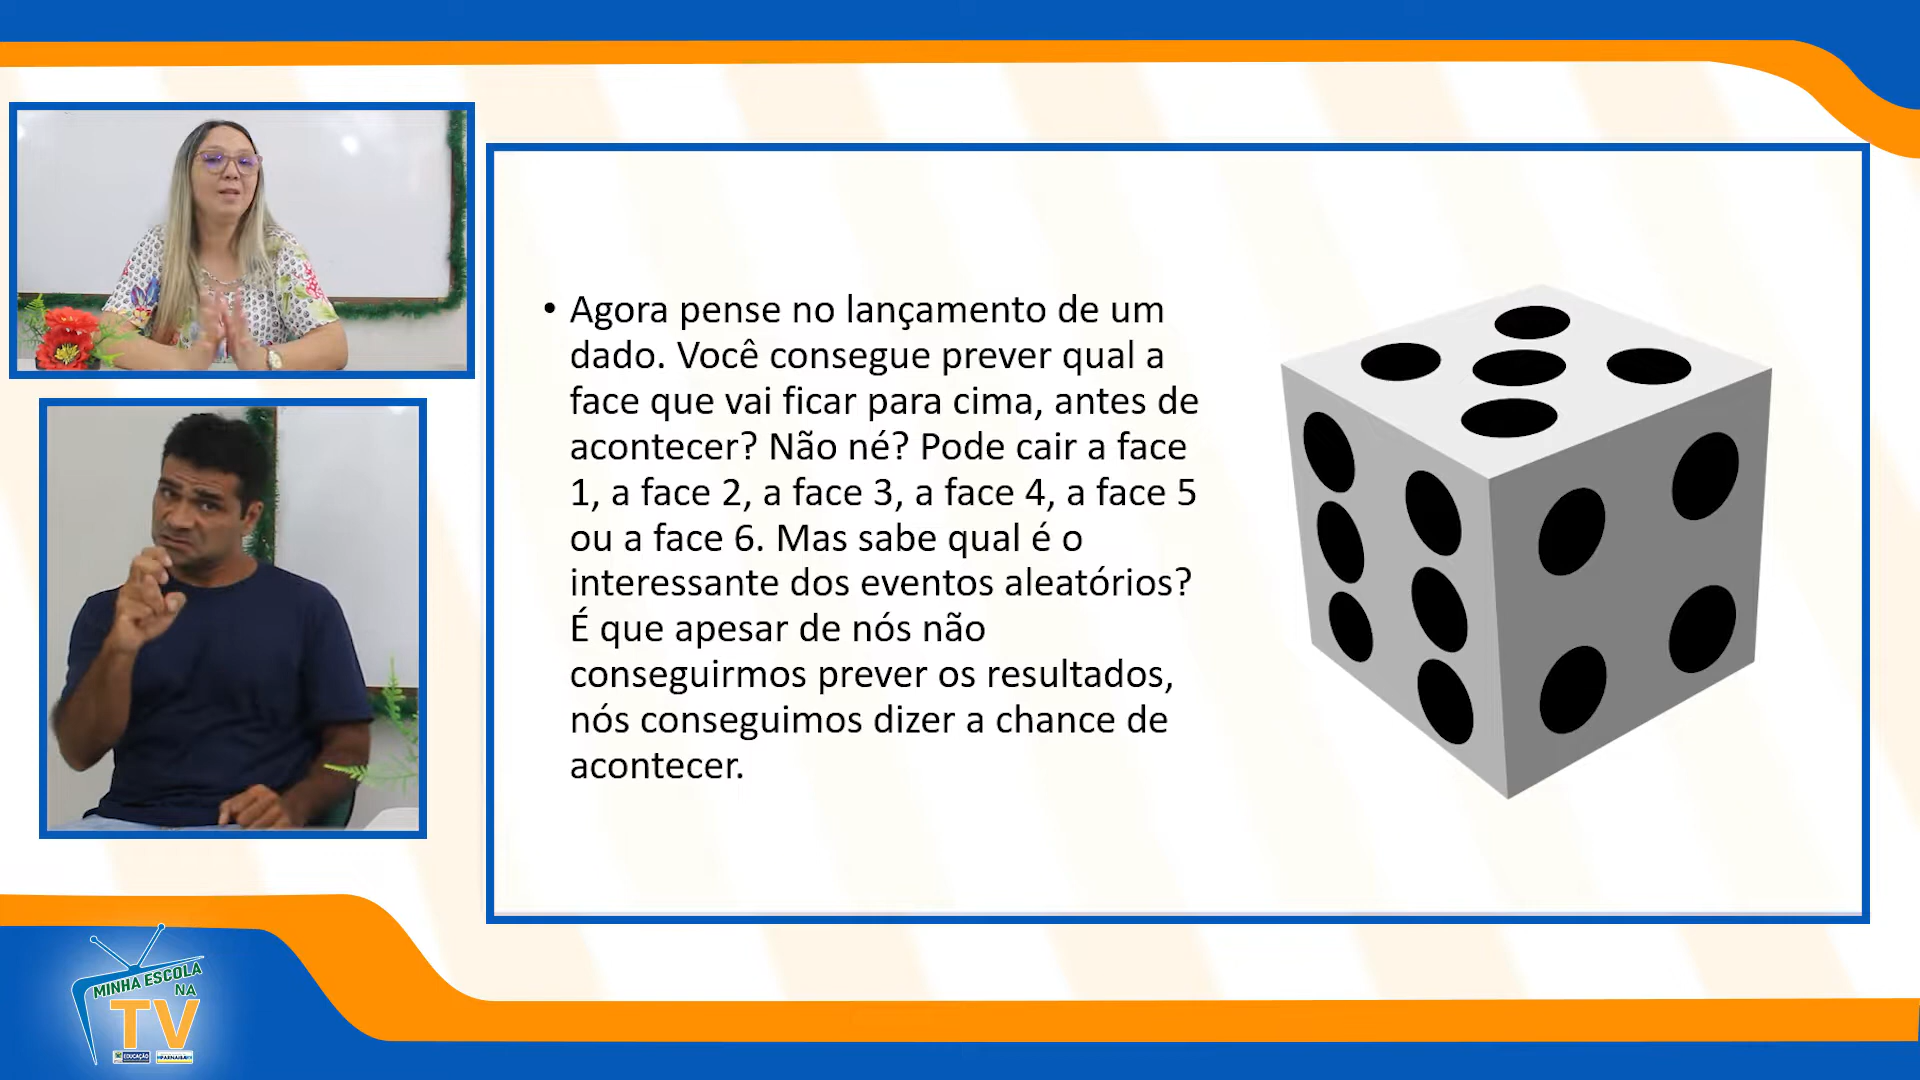 • Agora pense no lançamento de um
dado. Você consegue prever qual a
face que vai ficar para cima, antes de
acontecer? Não né? Pode cair a face
1, a face 2, a face 3, a face 4, a face 5
ou a face 6. Mas sabe qual é o
interessante dos eventos aleatórios?
É que apesar de nós não
conseguirmos prever os resultados,
nós conseguimos dizer a chance de
acontecer.
MINHA ESCOLA
NA
TV
EDUCAÇÃO
PARNAÍBA